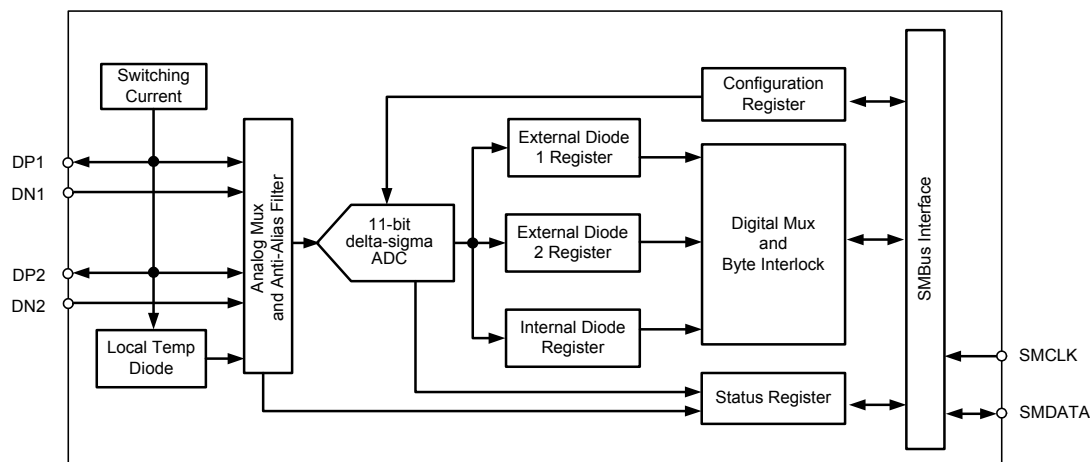 Switching
Current
Configuration
Register
DP1
DN1
DP2
DN2
Analog Mux
and Anti-Alias Filter
11-bit
delta-sigma
ADC
External Diode
1 Register
External Diode
2 Register
Internal Diode
Register
Digital Mux
and
Byte Interlock
SMBus Interface
Local Temp
Diode
Status Register
SMCLK
SMDATA